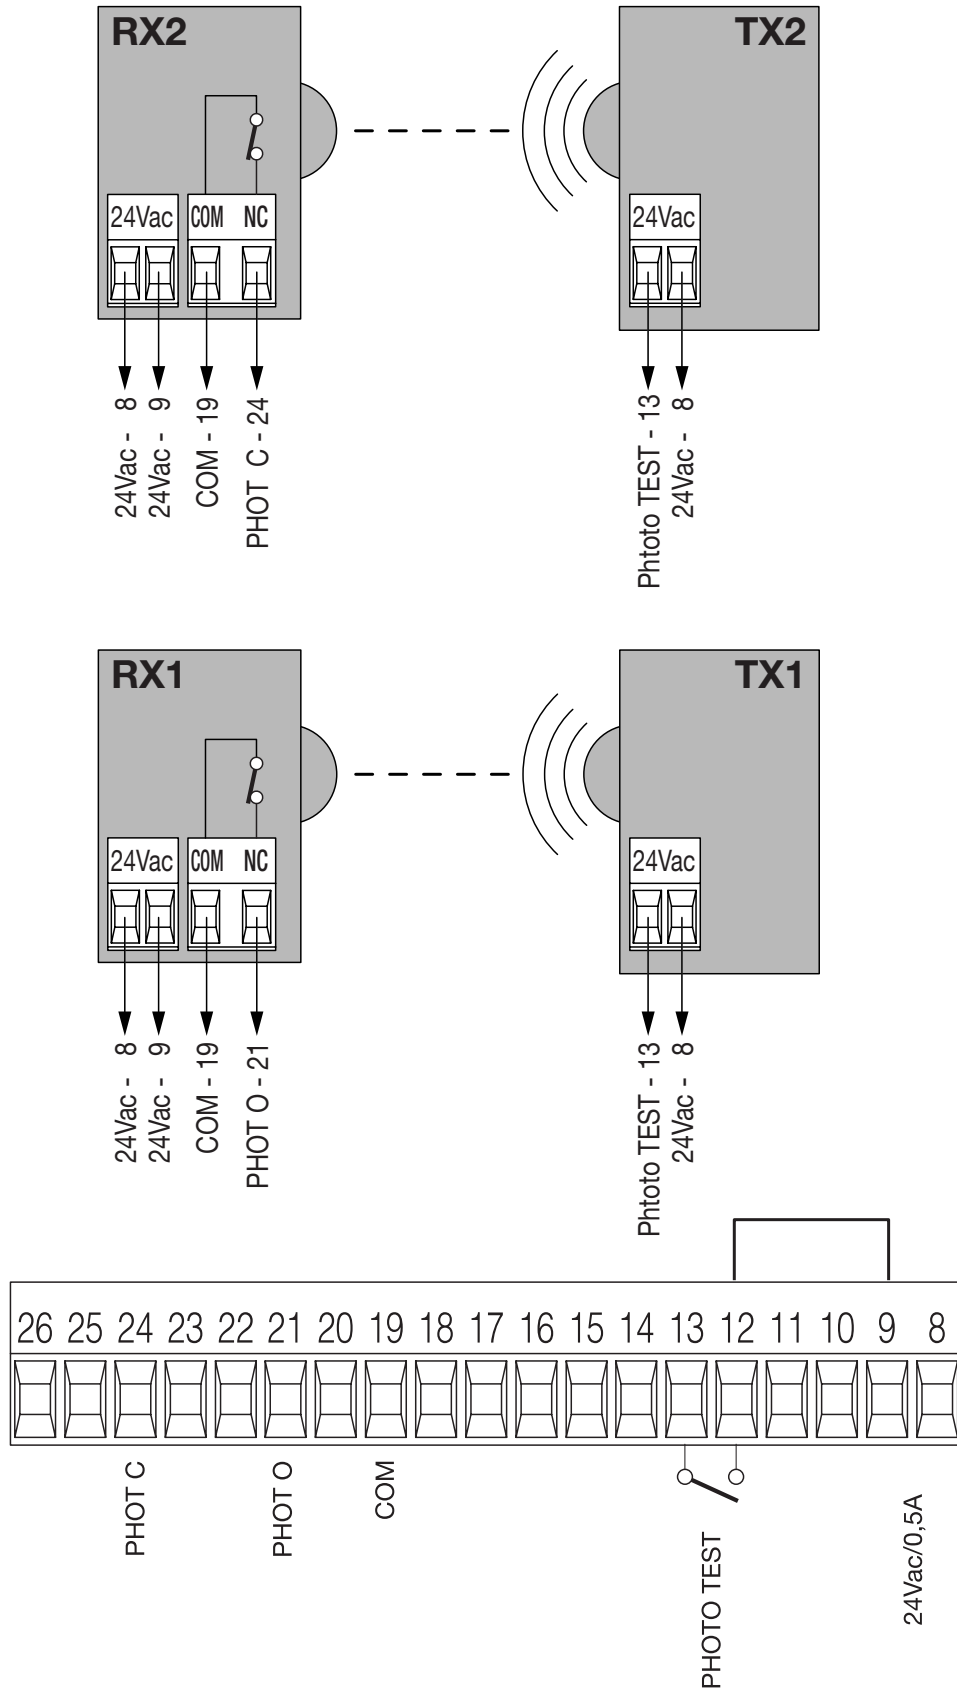 RX2
TX2
24Vac COM NC
24Vac
24Vac - 8
24Vac - 9
COM - 19
PHOT C - 24
Phtoto TEST - 13
24Vac - 8
RX1
TX1
24Vac COM NC
24Vac
24Vac - 8
24Vac - 9
COM - 19
PHOT O - 21
Phtoto TEST - 13
24Vac - 8
26 25 24 23 22 21 20 19 18 17 16 15 14 13 12 11 10 9 8
PHOT C
PHOT O
COM
PHOTO TEST
24Vac/0,5A